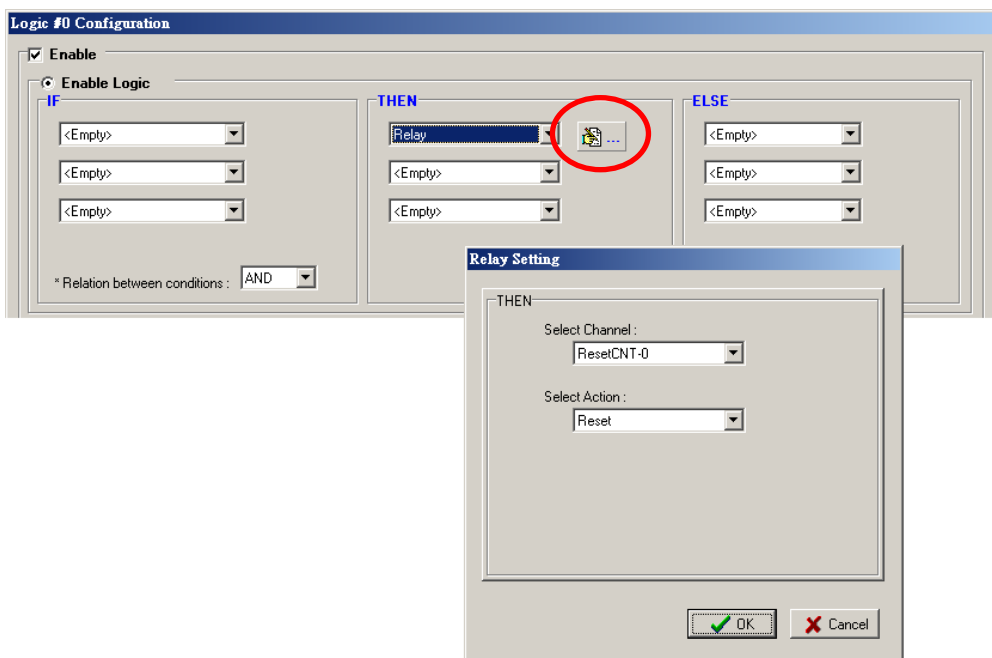 Logic #0 Configuration
Enable
Enable Logic
IF THEN ELSE
<Empty> Relay ... <Empty>
<Empty> <Empty> <Empty>
<Empty> <Empty> <Empty>
* Relation between conditions : AND
Relay Setting
THEN
Select Channel :
ResetCNT-0
Select Action :
Reset
OK Cancel